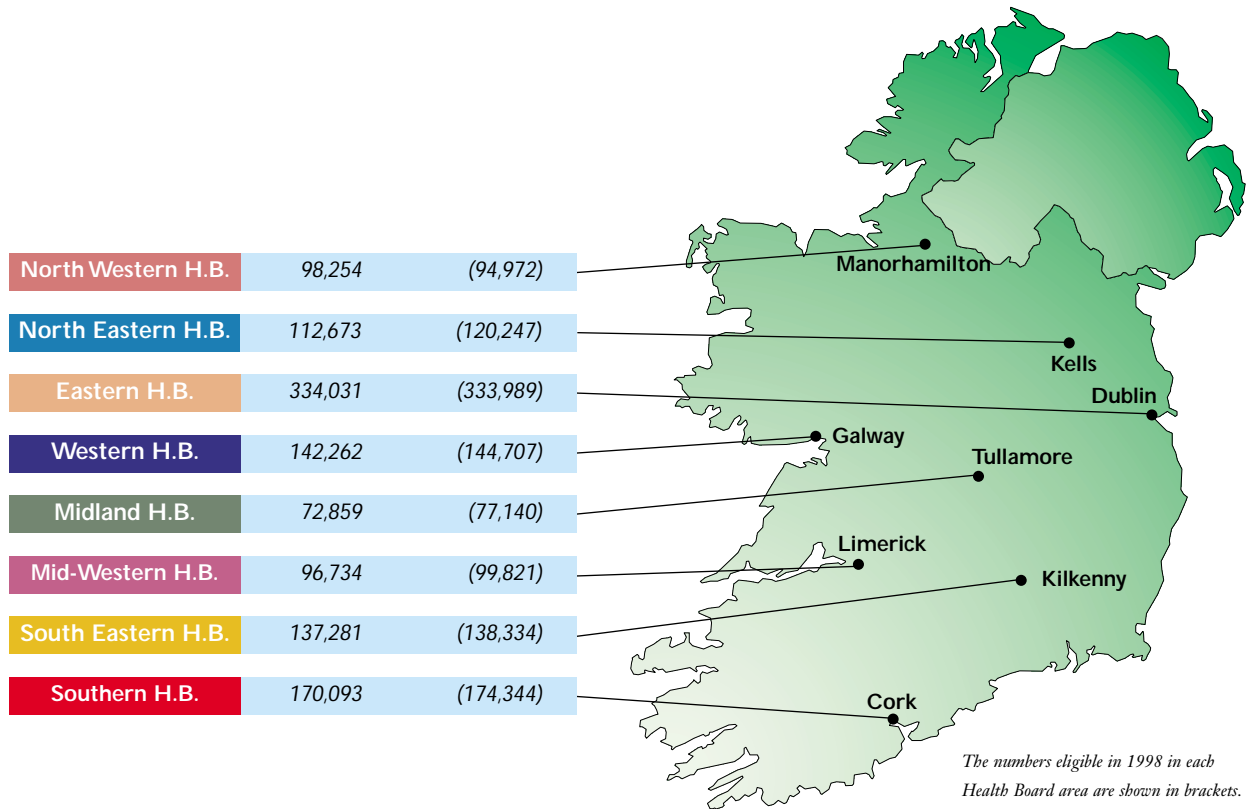 North Western H.B. 98,254 (94,972)
North Eastern H.B. 112,673 (120,247)
Eastern H.B. 334,031 (333,989)
Western H.B. 142,262 (144,707)
Midland H.B. 72,859 (77,140)
Mid-Western H.B. 96,734 (99,821)
South Eastern H.B. 137,281 (138,334)
Southern H.B. 170,093 (174,344)
Manorhamilton
Kells
Dublin
Galway
Tullamore
Limerick
Kilkenny
Cork
The numbers eligible in 1998 in each
Health Board area are shown in brackets.